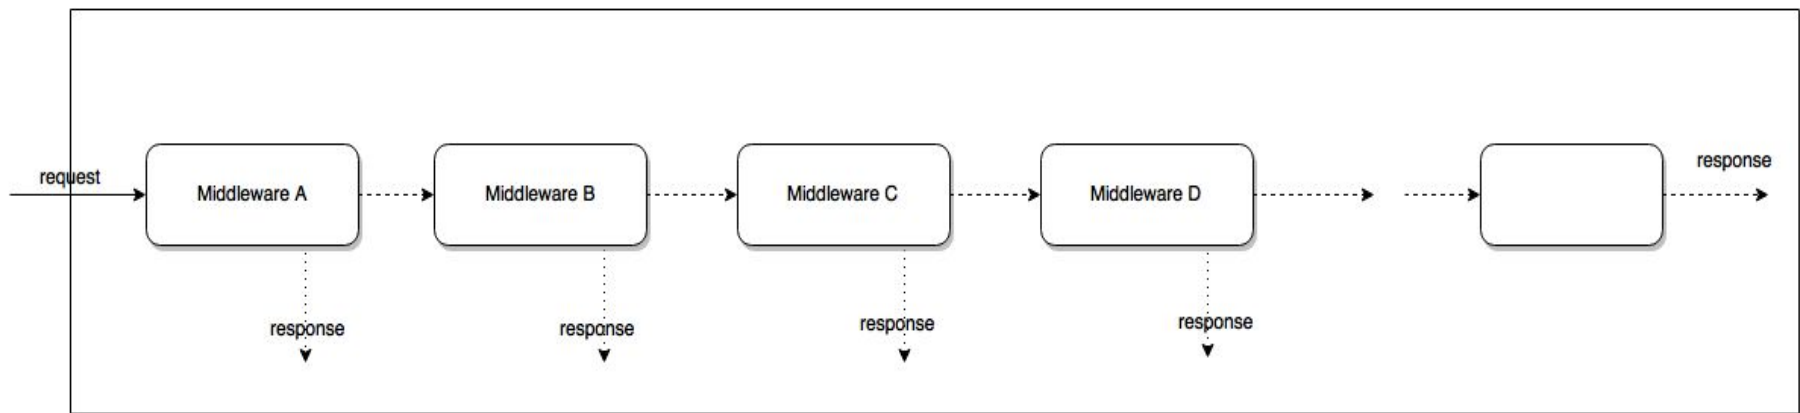 request
Middleware A
Middleware B
Middleware C
Middleware D
response
response
response
response
response